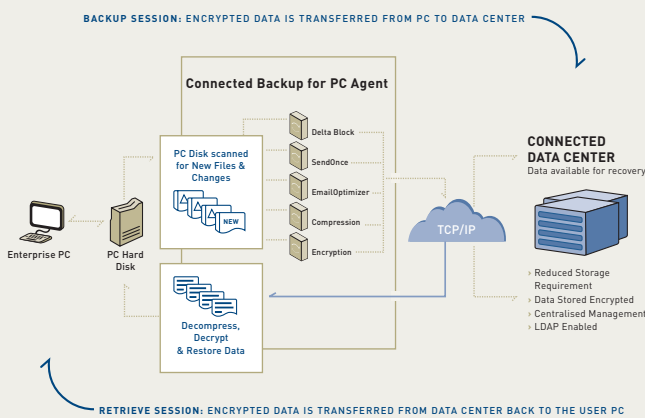 BACKUP SESSION: ENCRYPTED DATA IS TRANSFERRED FROM PC TO DATA CENTER
Connected Backup for PC Agent
PC Disk scanned
for New Files &
Changes
NEW
Delta Block
SendOnce
EmailOptimizer
Compression
Encryption
Enterprise PC
PC Hard
Disk
Decompress,
Decrypt
& Restore Data
TCP/IP
CONNECTED
DATA CENTER
Data available for recovery
› Reduced Storage
Requirement
› Data Stored Encrypted
› Centralised Management
› LDAP Enabled
RETRIEVE SESSION: ENCRYPTED DATA IS TRANSFERRED FROM DATA CENTER BACK TO THE USER PC